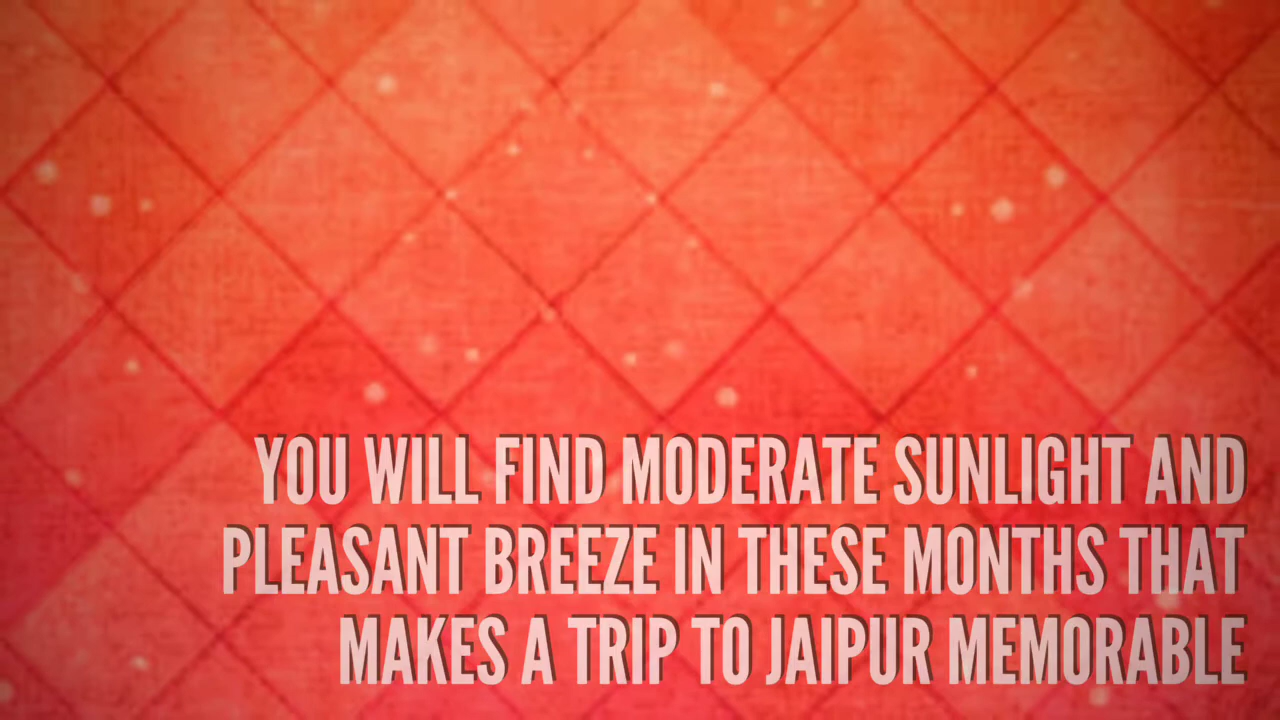 YOU WILL FIND MODERATE SUNLIGHT AND
PLEASANT BREEZE IN THESE MONTHS THAT
MAKES A TRIP TO JAIPUR MEMORABLE